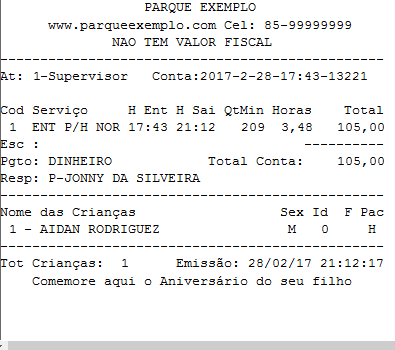 PARQUE EXEMPLO
www.parqueexemplo.com Cel: 85-99999999
NAO TEM VALOR FISCAL
------------------------------------------------
At: 1-Supervisor   Conta:2017-2-28-17:43-13221
Cod Serviço     H Ent H Sai QtMin Horas    Total
 1  ENT P/H NOR 17:43 21:12   209  3,48   105,00
Esc :                                 ----------
Pgto: DINHEIRO            Total Conta:    105,00
Resp: P-JONNY DA SILVEIRA
------------------------------------------------
Nome das Crianças                  Sex Id  F Pac
 1 - AIDAN RODRIGUEZ                M   0     H
------------------------------------------------
Tot Crianças:  1      Emissão: 28/02/17 21:12:17
Comemore aqui o Aniversário do seu filho